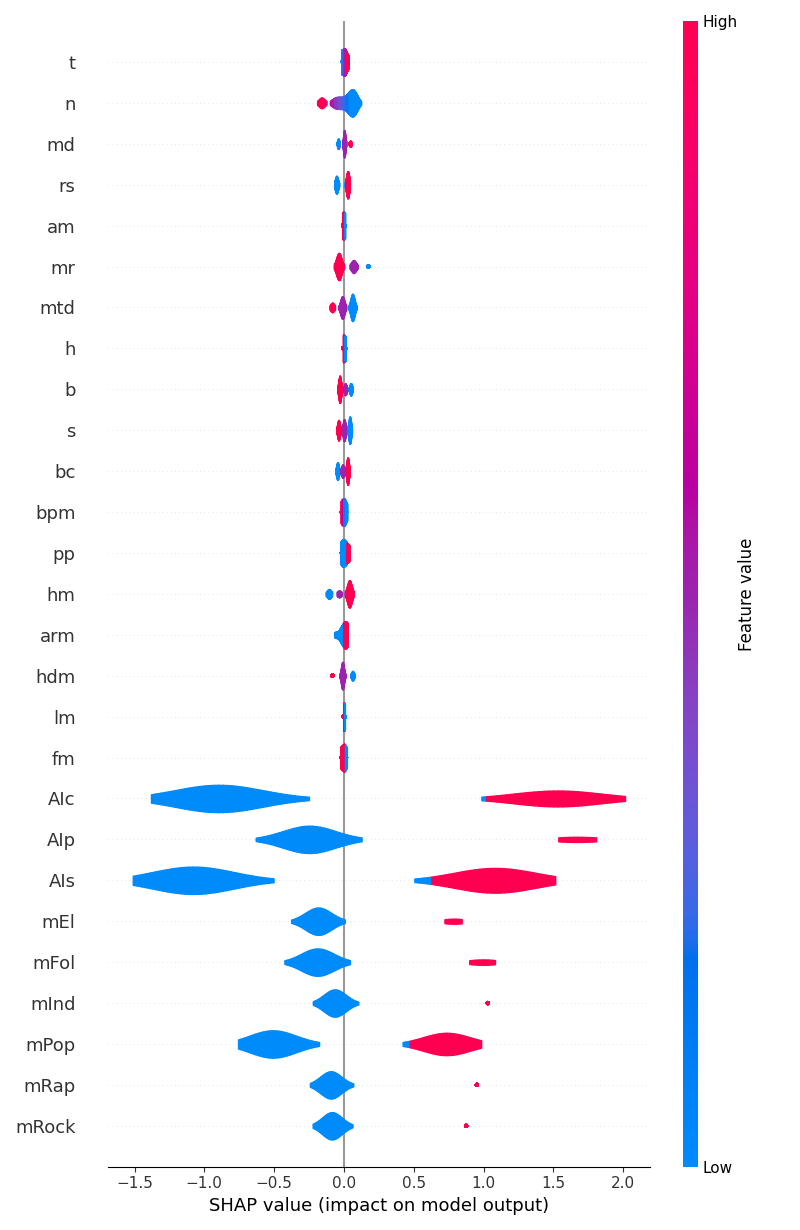 High
t
n
md
rs
am
mr
mtd
h
b
s
bc
bpm
pp
hm
arm
hdm
lm
fm
AIc
AIp
AIs
mEl
mFol
mInd
mPop
mRap
mRock
Feature value
Low
−1.5 −1.0 −0.5 0.0 0.5 1.0 1.5 2.0
SHAP value (impact on model output)